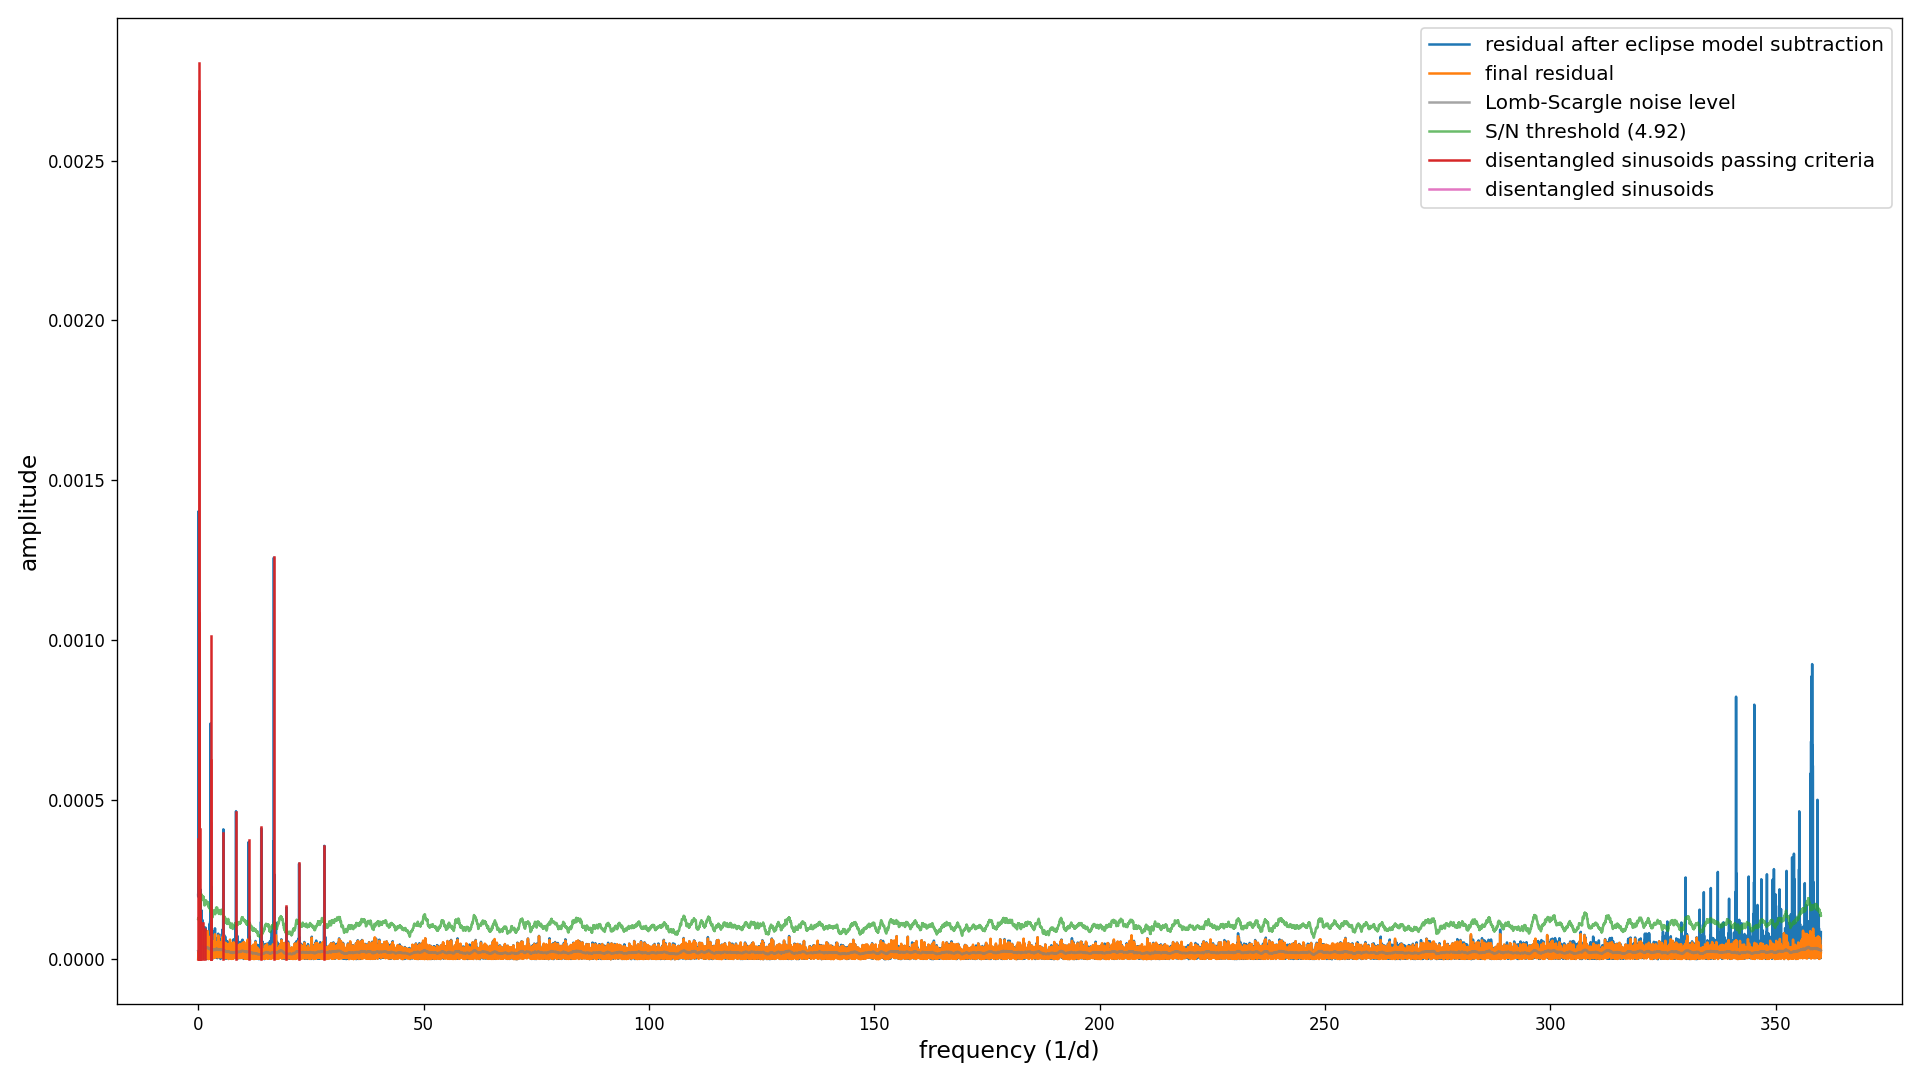 residual after eclipse model subtraction
final residual
Lomb-Scargle noise level
S/N threshold (4.92)
disentangled sinusoids passing criteria
disentangled sinusoids
0.0025
0.0020
0.0015
0.0010
0.0005
0.0000
amplitude
0 50 100 150 200 250 300 350
frequency (1/d)